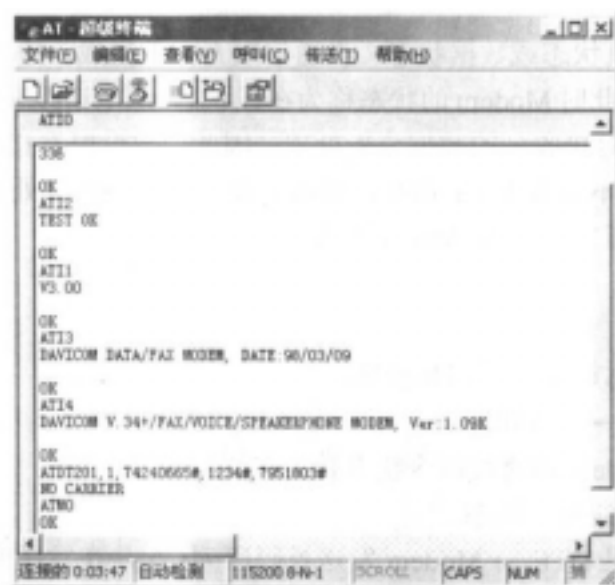 AT - 超级终端
文件(F) 编辑(E) 查看(V) 呼叫(C) 传送(T) 帮助(H)
ATI0
336
OK
ATI2
TEST OK
OK
ATI1
V3.00
OK
ATI3
DAVICOM DATA/FAX MODEM, DATE:98/03/09
OK
ATI4
DAVICOM V.34+/FAX/VOICE/SPEAKERPHONE MODEM, Ver:1.09K
OK
ATDT201,1,74240665#,1234#,7951803#
NO CARRIER
ATM0
OK
连接的 0:03:47 自动检测 115200 8-N-1 SCROLL CAPS NUM